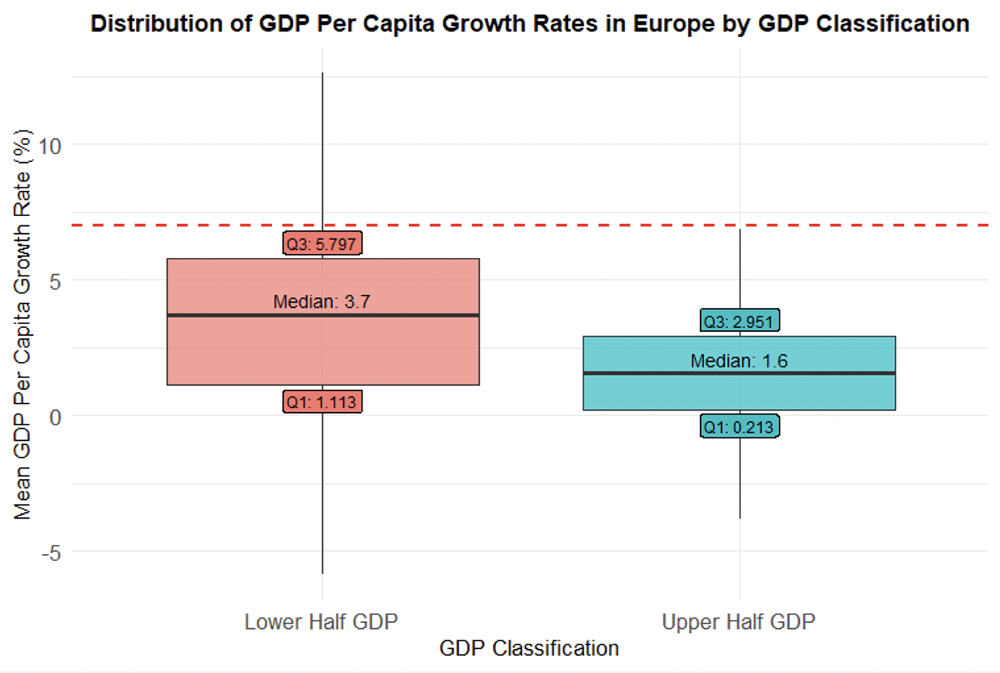 Distribution of GDP Per Capita Growth Rates in Europe by GDP Classification
Mean GDP Per Capita Growth Rate (%)
10
5
0
-5
Q3: 5.797
Median: 3.7
Q1: 1.113
Q3: 2.951
Median: 1.6
Q1: 0.213
Lower Half GDP
Upper Half GDP
GDP Classification